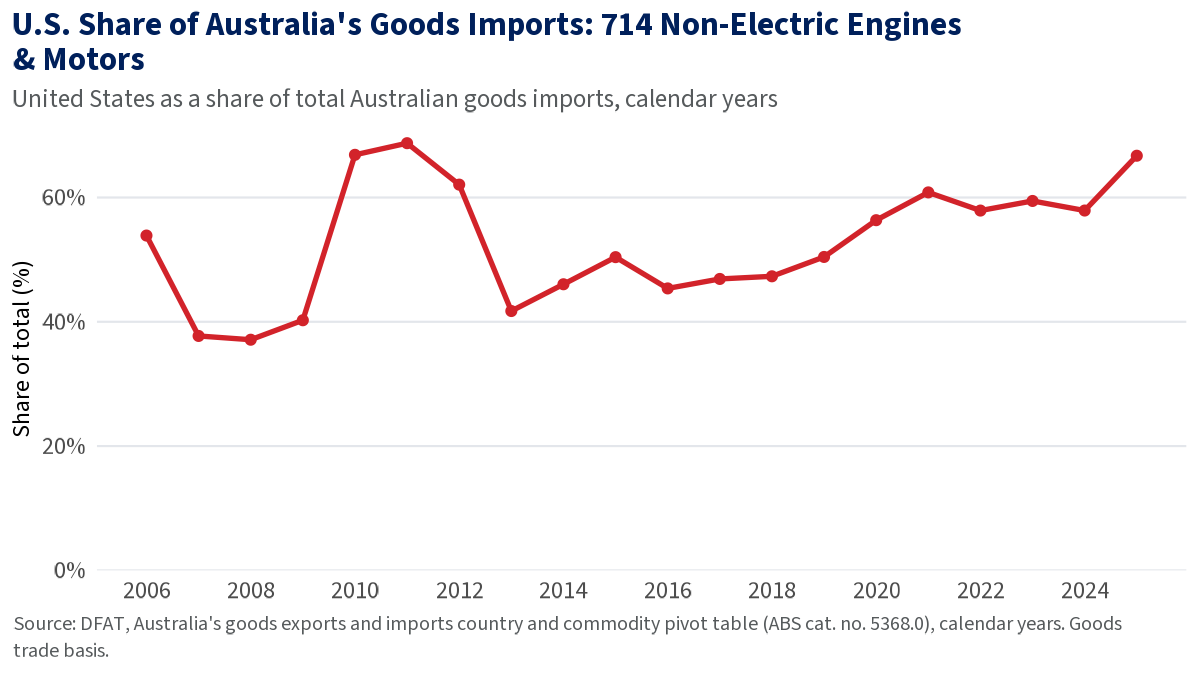 U.S. Share of Australia's Goods Imports: 714 Non-Electric Engines
& Motors
United States as a share of total Australian goods imports, calendar years
Share of total (%)
60%
40%
20%
0%
2006 2008 2010 2012 2014 2016 2018 2020 2022 2024
Source: DFAT, Australia's goods exports and imports country and commodity pivot table (ABS cat. no. 5368.0), calendar years. Goods
trade basis.